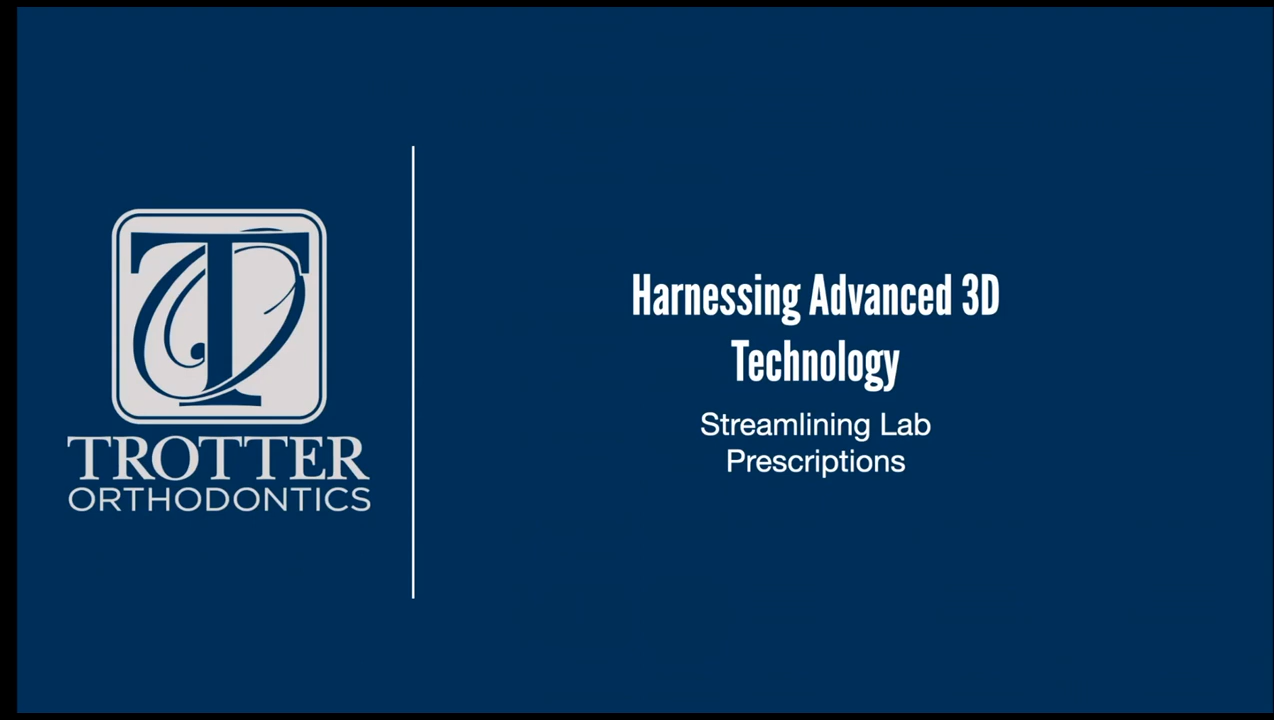 TROTTER
ORTHODONTICS
Harnessing Advanced 3D
Technology
Streamlining Lab
Prescriptions